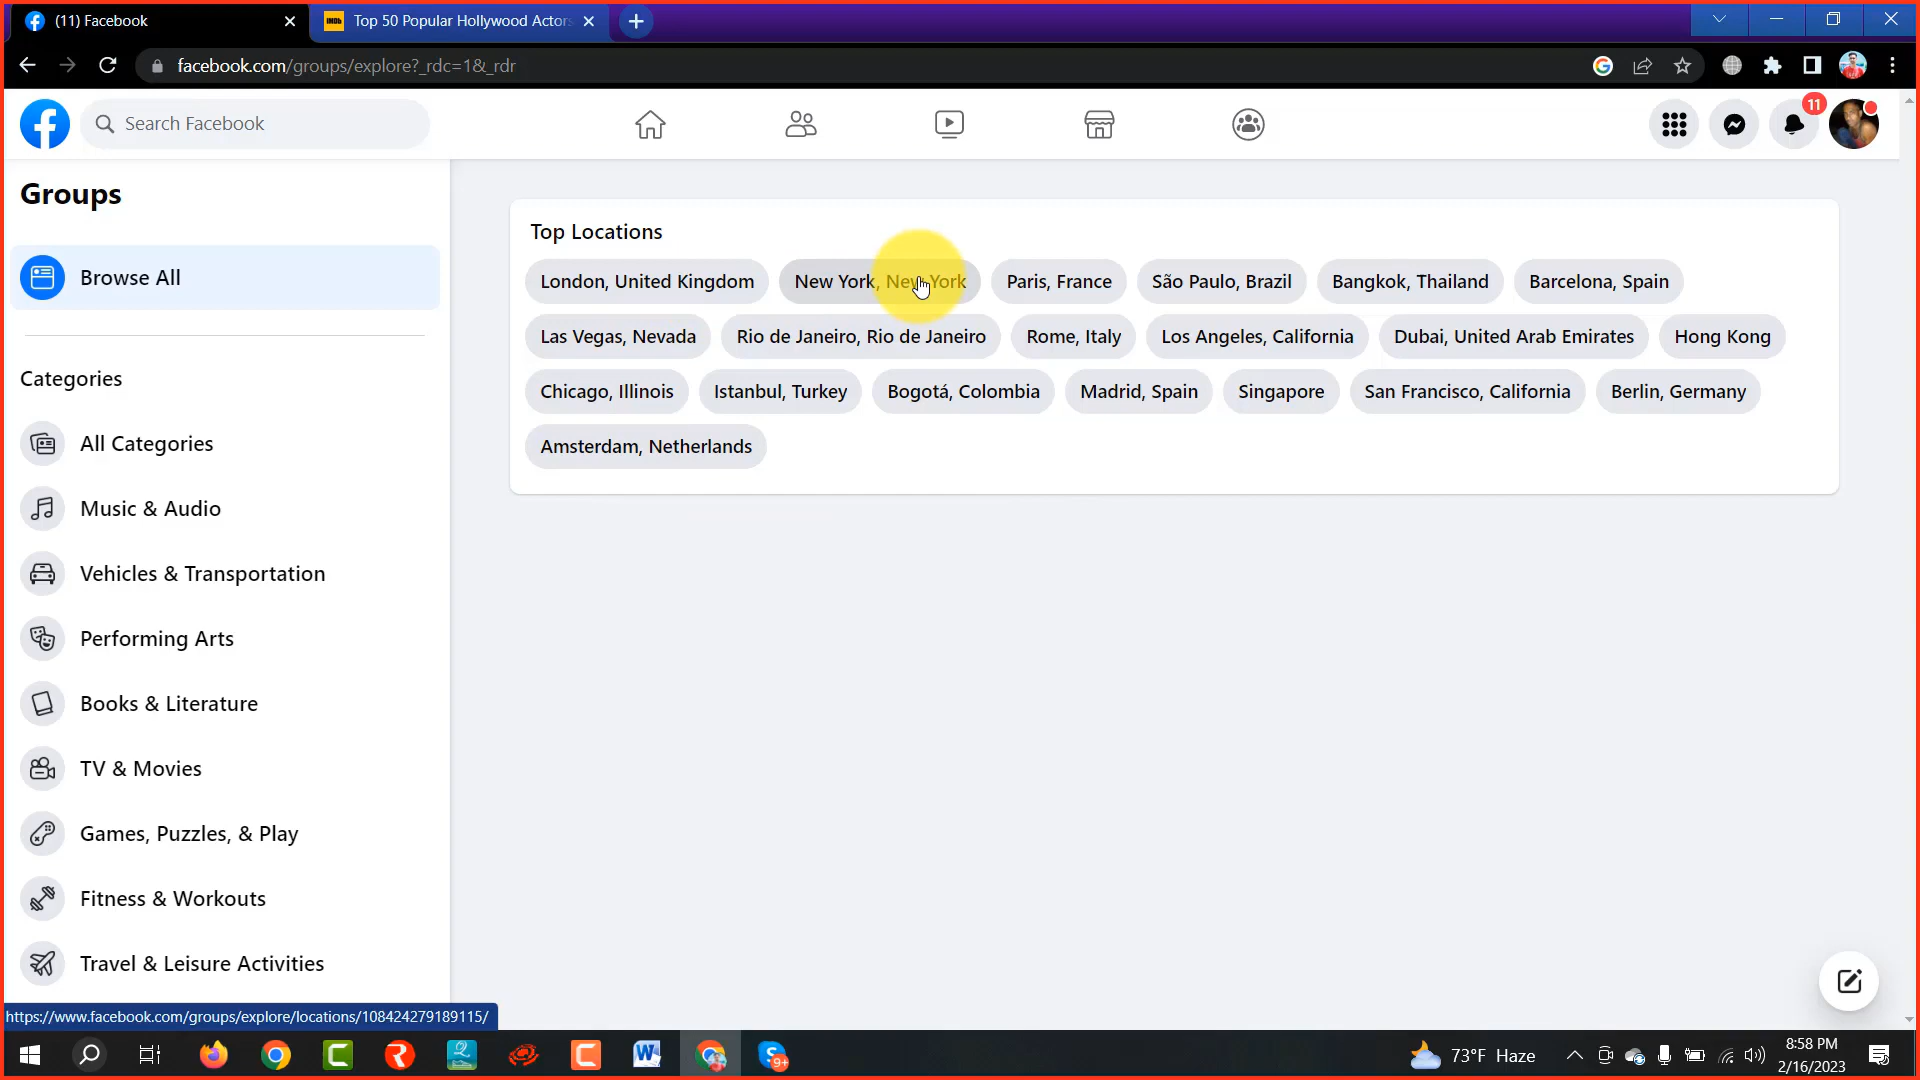 (11) Facebook
Top 50 Popular Hollywood Actors
facebook.com/groups/explore?_rdc=1&_rdr
Search Facebook
11
Groups
Browse All
Categories
All Categories
Music & Audio
Vehicles & Transportation
Performing Arts
Books & Literature
TV & Movies
Games, Puzzles, & Play
Fitness & Workouts
Travel & Leisure Activities
Top Locations
London, United Kingdom New York, New York Paris, France São Paulo, Brazil Bangkok, Thailand Barcelona, Spain
Las Vegas, Nevada Rio de Janeiro, Rio de Janeiro Rome, Italy Los Angeles, California Dubai, United Arab Emirates Hong Kong
Chicago, Illinois Istanbul, Turkey Bogotá, Colombia Madrid, Spain Singapore San Francisco, California Berlin, Germany
Amsterdam, Netherlands
https://www.facebook.com/groups/explore/locations/108424279189115/
9+
73°F Haze
8:58 PM
2/16/2023